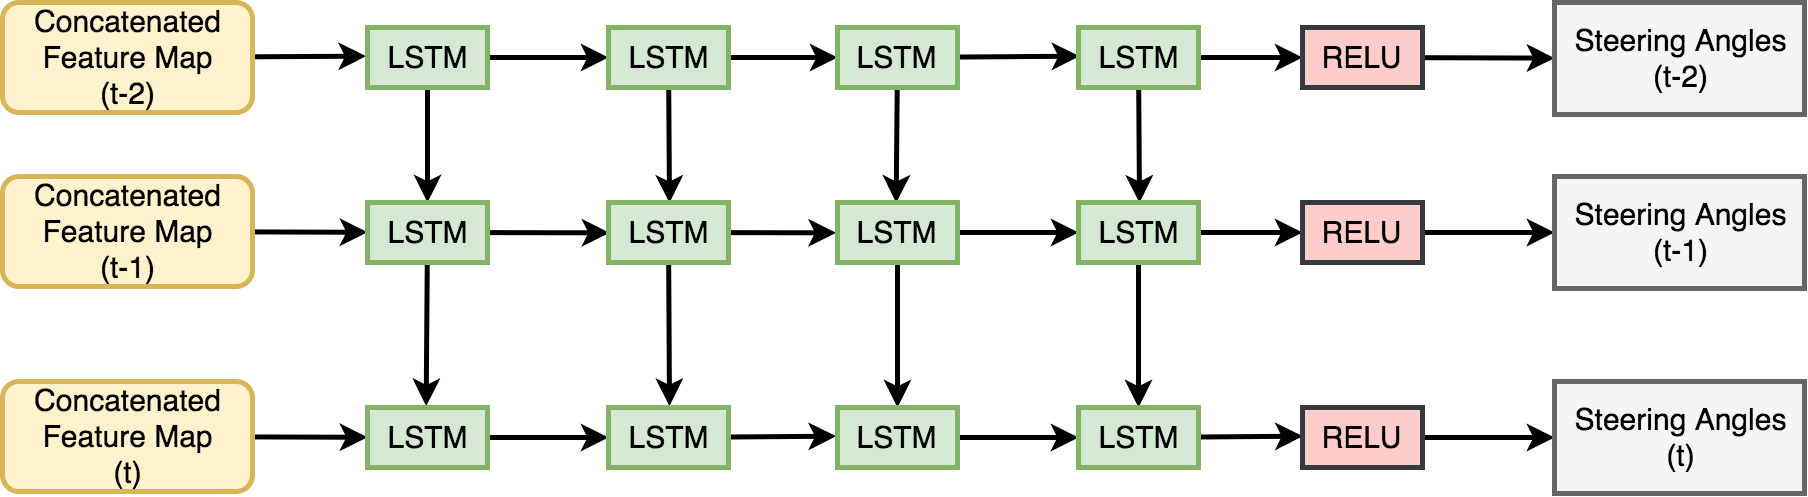 Concatenated
Feature Map
(t-2)
LSTM
LSTM
LSTM
LSTM
RELU
Steering Angles
(t-2)
Concatenated
Feature Map
(t-1)
LSTM
LSTM
LSTM
LSTM
RELU
Steering Angles
(t-1)
Concatenated
Feature Map
(t)
LSTM
LSTM
LSTM
LSTM
RELU
Steering Angles
(t)